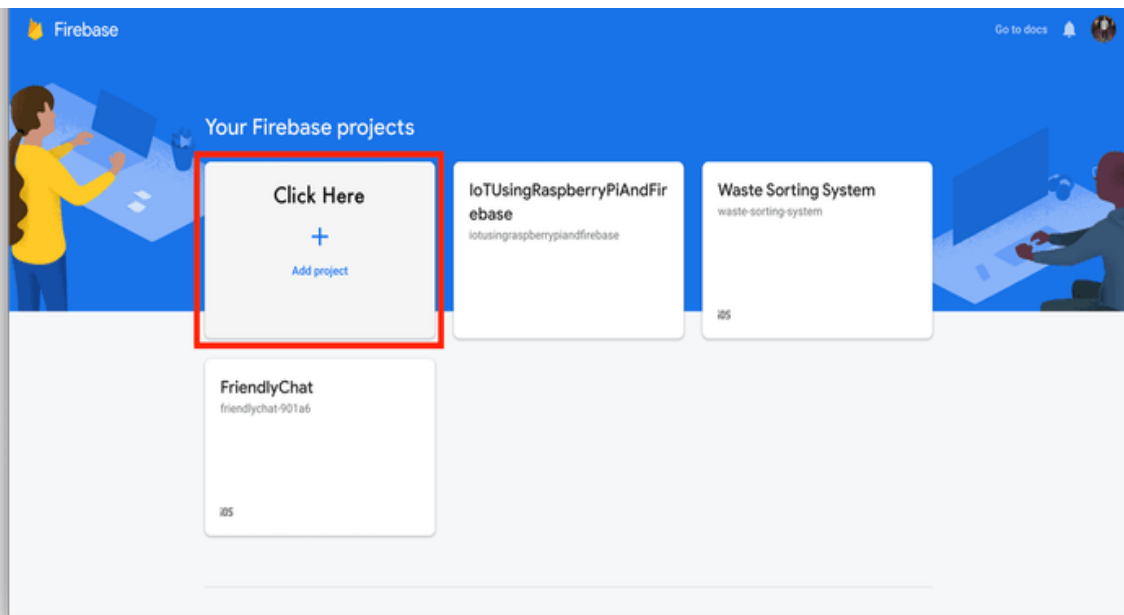 Firebase
Go to docs
Your Firebase projects
Click Here
+
Add project
IoTUsingRaspberryPiAndFir
ebase
iotusingraspberrypiandfirebase
Waste Sorting System
waste-sorting-system
iOS
FriendlyChat
friendlychat-901a6
iOS